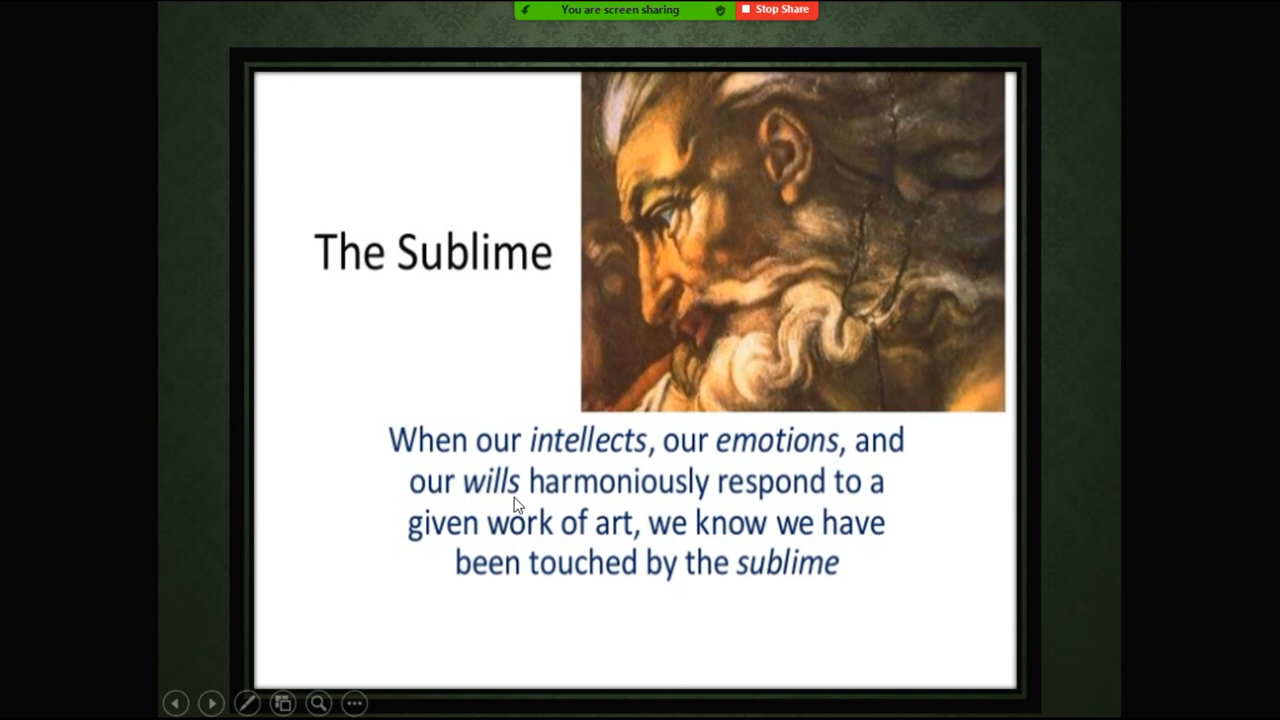 You are screen sharing
Stop Share
The Sublime
When our intellects, our emotions, and
our wills harmoniously respond to a
given work of art, we know we have
been touched by the sublime